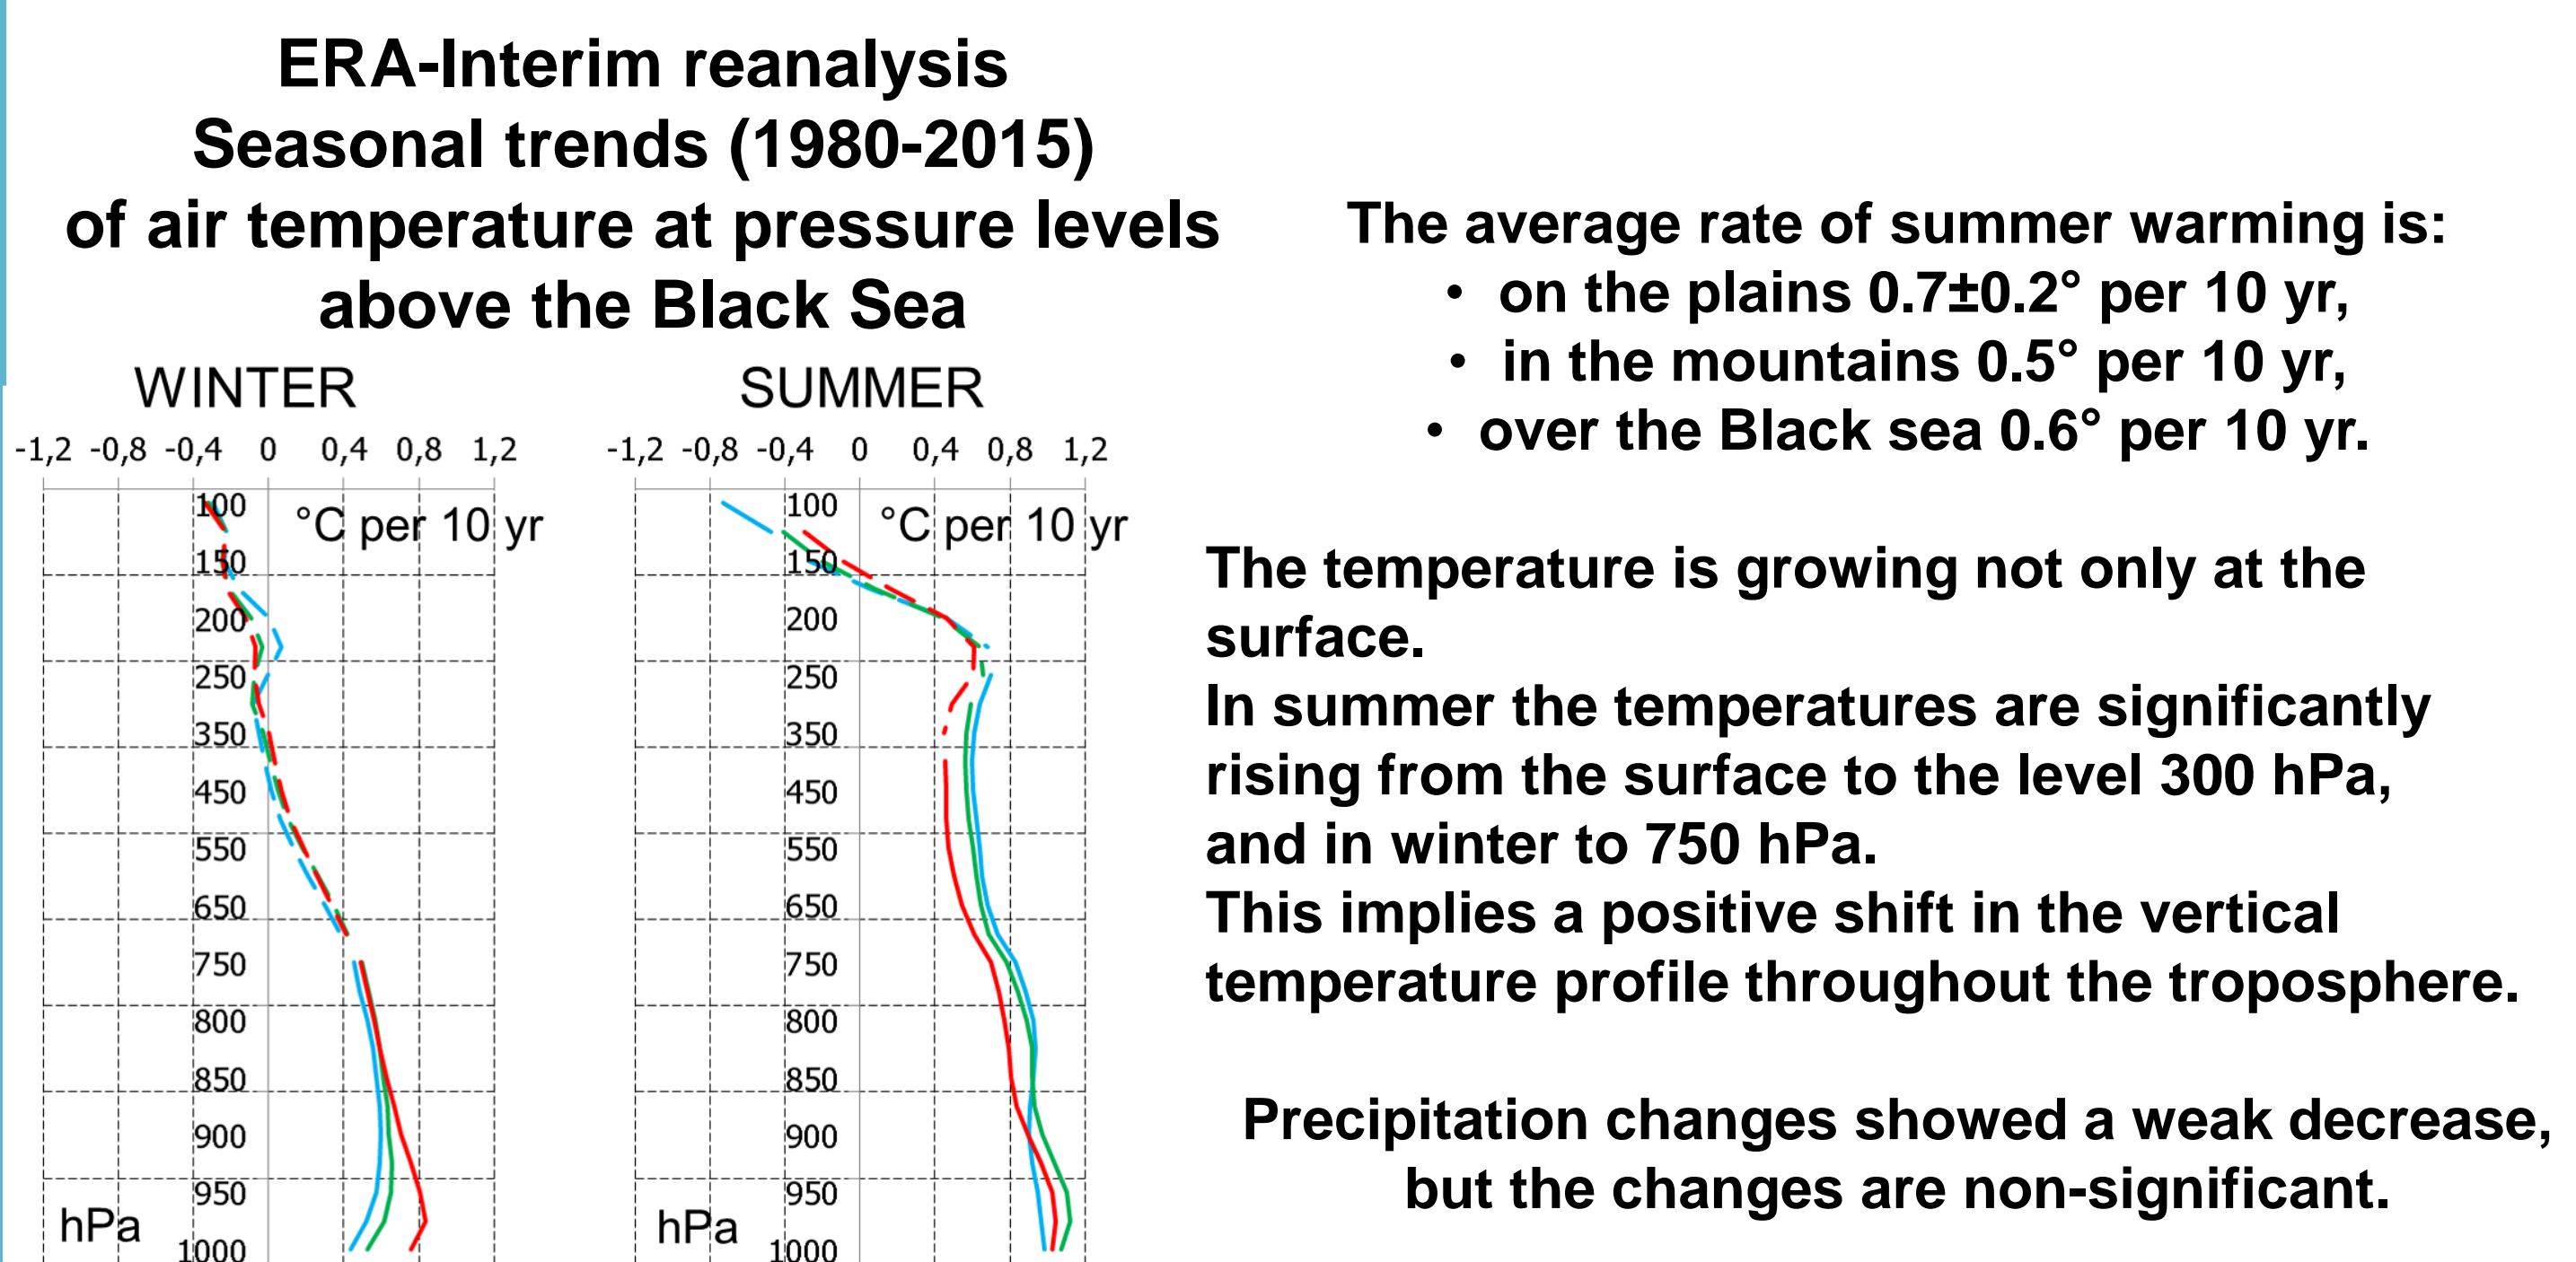 ERA-Interim reanalysis
Seasonal trends (1980-2015)
of air temperature at pressure levels
above the Black Sea
WINTER
-1,2 -0,8 -0,4 0 0,4 0,8 1,2
°C per 10 yr
100
150
200
250
350
450
550
650
750
800
850
900
950
1000
hPa
SUMMER
-1,2 -0,8 -0,4 0 0,4 0,8 1,2
°C per 10 yr
100
150
200
250
350
450
550
650
750
800
850
900
950
1000
hPa
The average rate of summer warming is:
• on the plains 0.7±0.2° per 10 yr,
• in the mountains 0.5° per 10 yr,
• over the Black sea 0.6° per 10 yr.
The temperature is growing not only at the
surface.
In summer the temperatures are significantly
rising from the surface to the level 300 hPa,
and in winter to 750 hPa.
This implies a positive shift in the vertical
temperature profile throughout the troposphere.
Precipitation changes showed a weak decrease,
but the changes are non-significant.